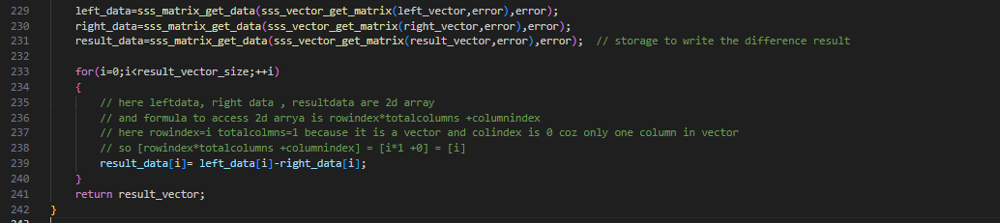 229 left_data=sss_matrix_get_data(sss_vector_get_matrix(left_vector,error),error);
230 right_data=sss_matrix_get_data(sss_vector_get_matrix(right_vector,error),error);
231 result_data=sss_matrix_get_data(sss_vector_get_matrix(result_vector,error),error);  // storage to write the difference result
232
233 for(i=0;i<result_vector_size;++i)
234 {
235     // here leftdata, right data , resultdata are 2d array
236     // and formula to access 2d arrya is rowindex*totalcolumns +columnindex
237     // here rowindex=i totalcolmns=1 because it is a vector and colindex is 0 coz only one column in vector
238     // so [rowindex*totalcolumns +columnindex] = [i*1 +0] = [i]
239     result_data[i]= left_data[i]-right_data[i];
240 }
241 return result_vector;
242 }